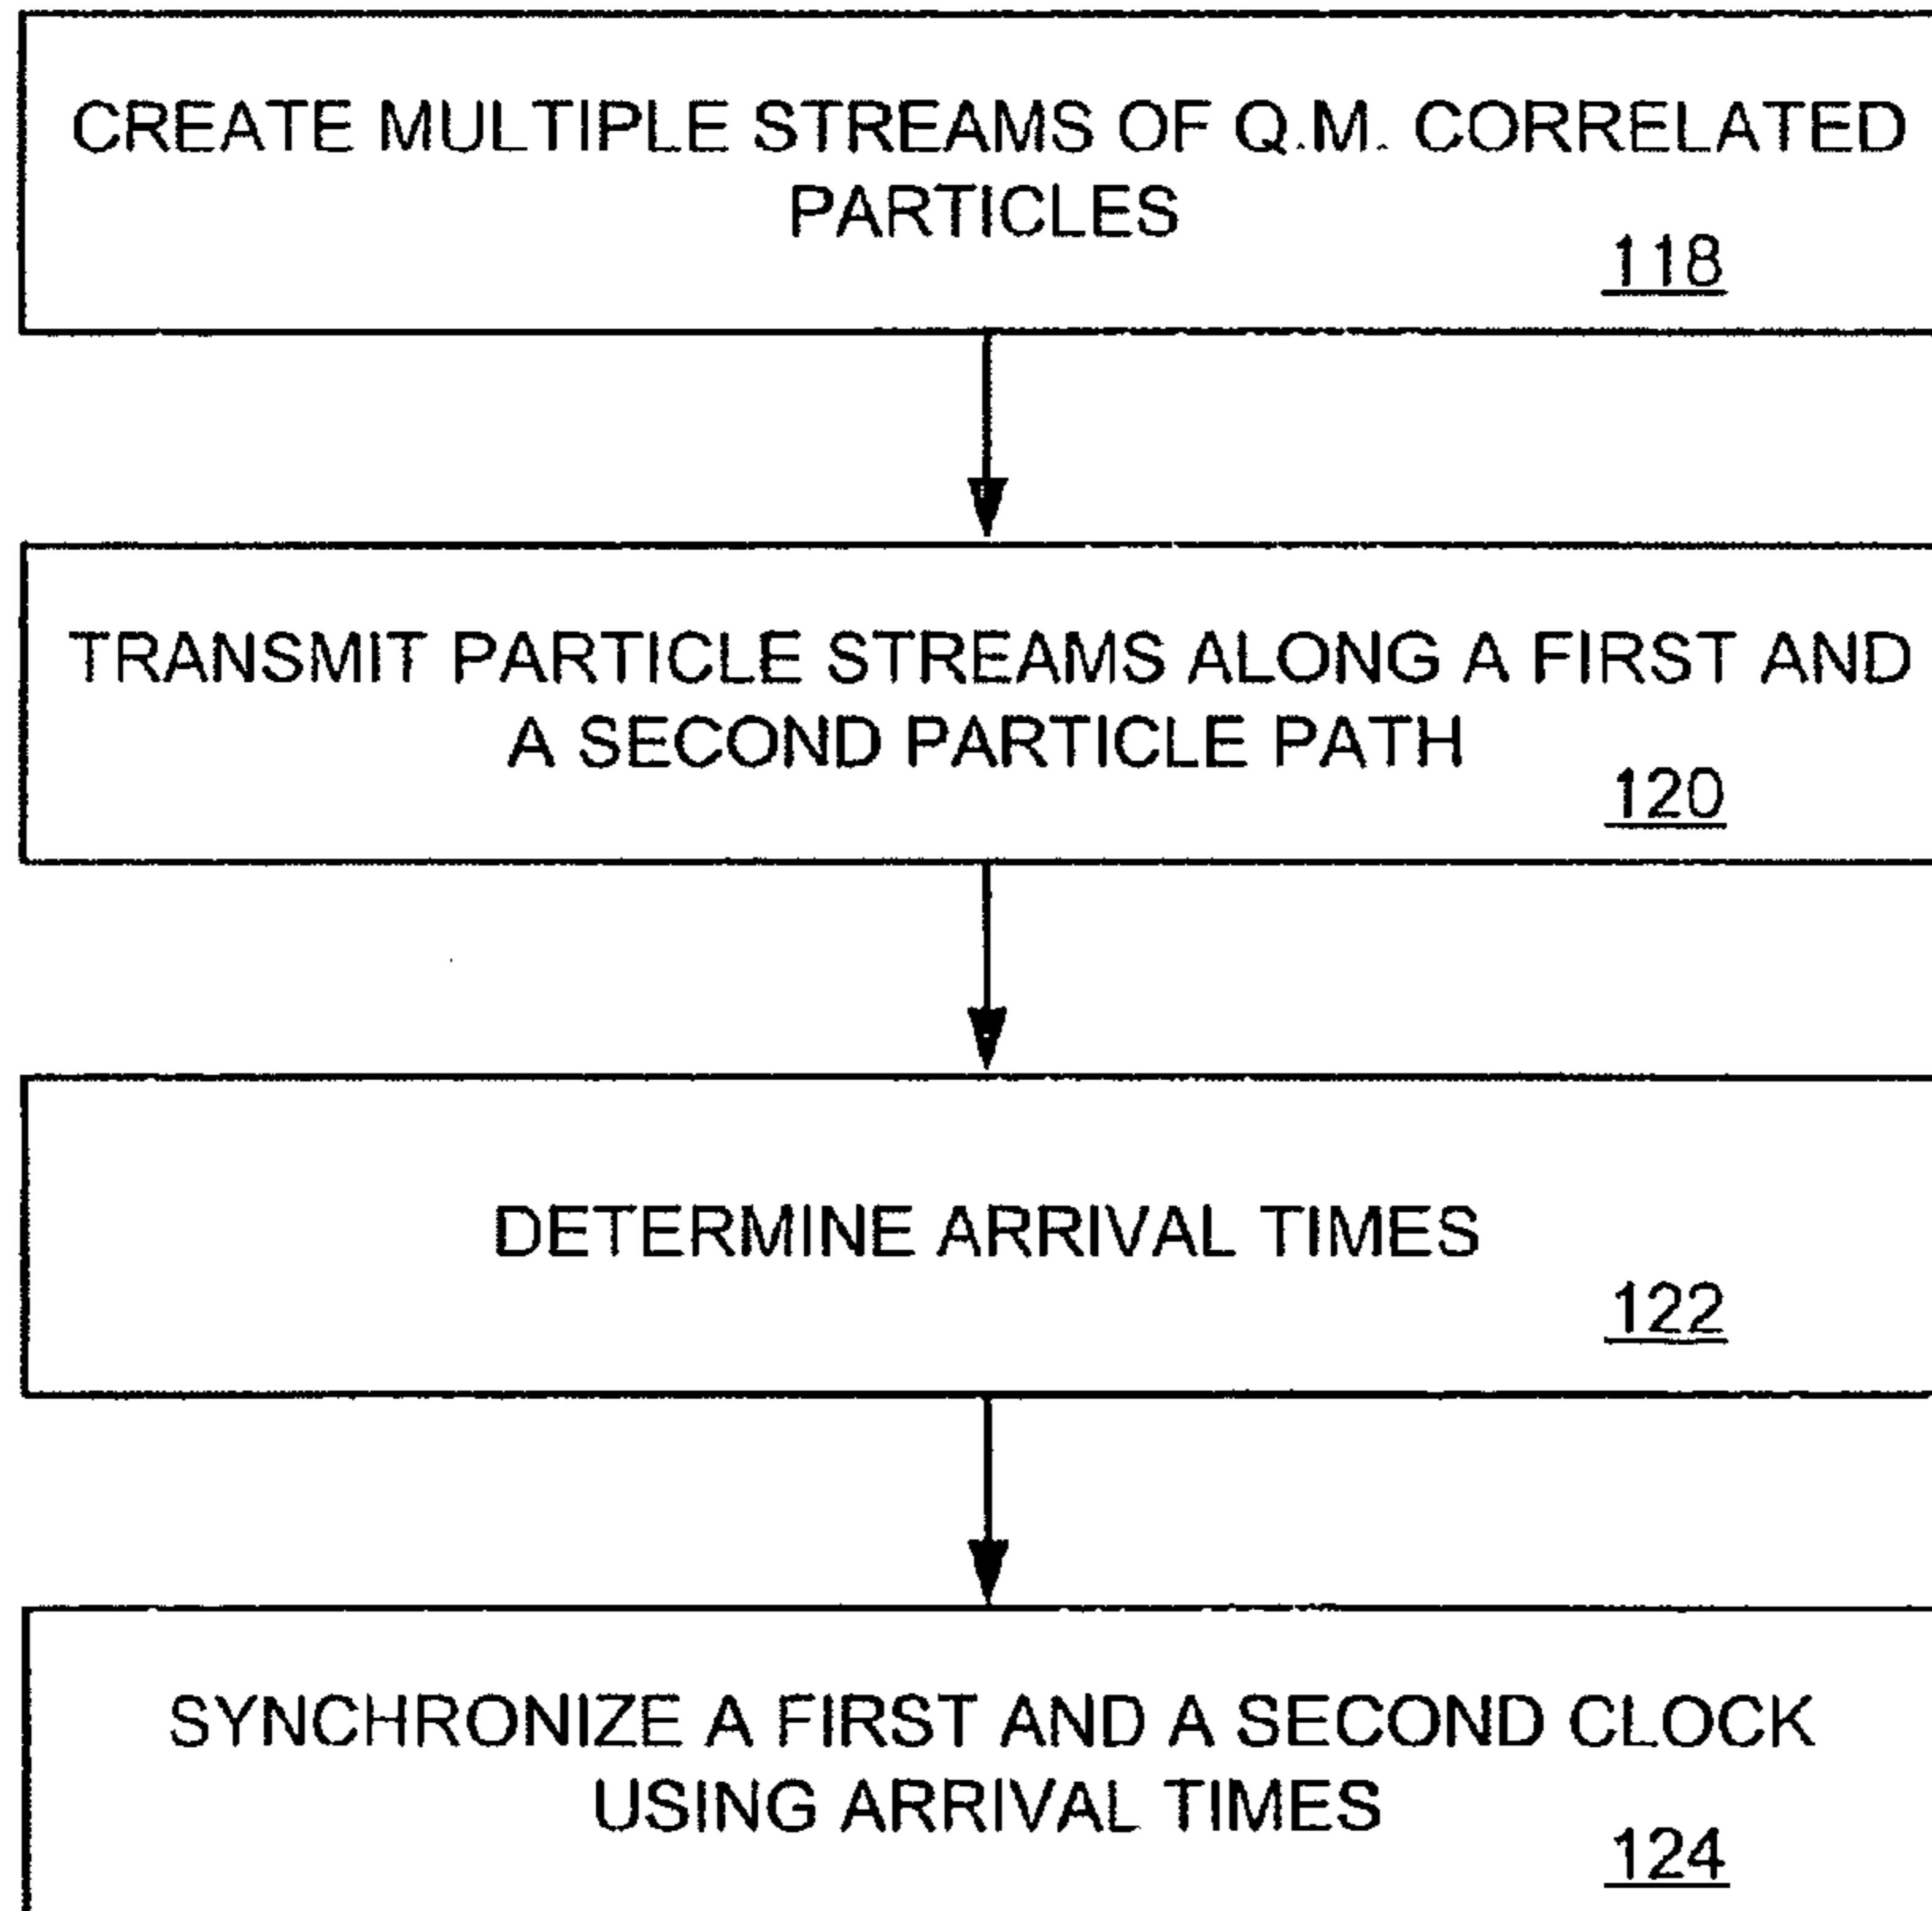 CREATE MULTIPLE STREAMS OF Q.M. CORRELATED
PARTICLES
118
TRANSMIT PARTICLE STREAMS ALONG A FIRST AND
A SECOND PARTICLE PATH
120
DETERMINE ARRIVAL TIMES
122
SYNCHRONIZE A FIRST AND A SECOND CLOCK
USING ARRIVAL TIMES
124